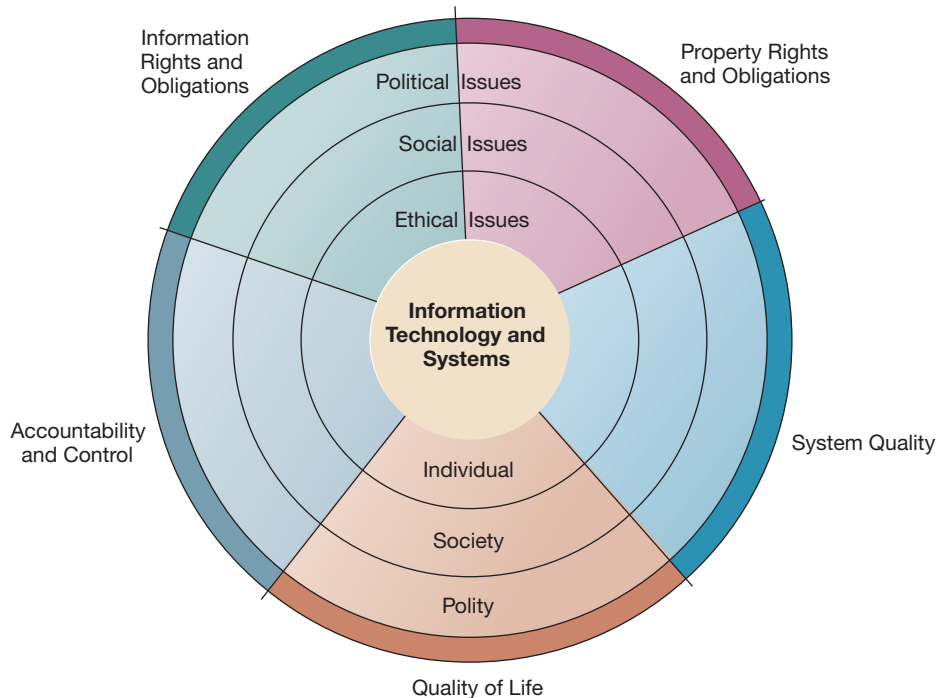 Information
Rights and
Obligations
Property Rights
and Obligations
Political Issues
Social Issues
Ethical Issues
Information
Technology and
Systems
Accountability
and Control
System Quality
Individual
Society
Polity
Quality of Life